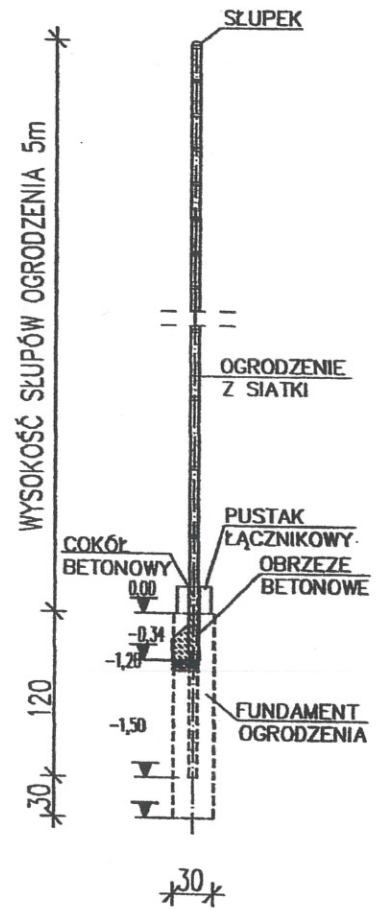 SŁUPEK
WYSOKOŚĆ SŁUPÓW OGRODZENIA 5m
OGRODZENIE
Z SIATKI
PUSTAK
ŁĄCZNIKOWY
COKÓŁ
BETONOWY
OBRZEŻE
BETONOWE
0,00
-0,34
-1,20
-1,50
FUNDAMENT
OGRODZENIA
120
30
30